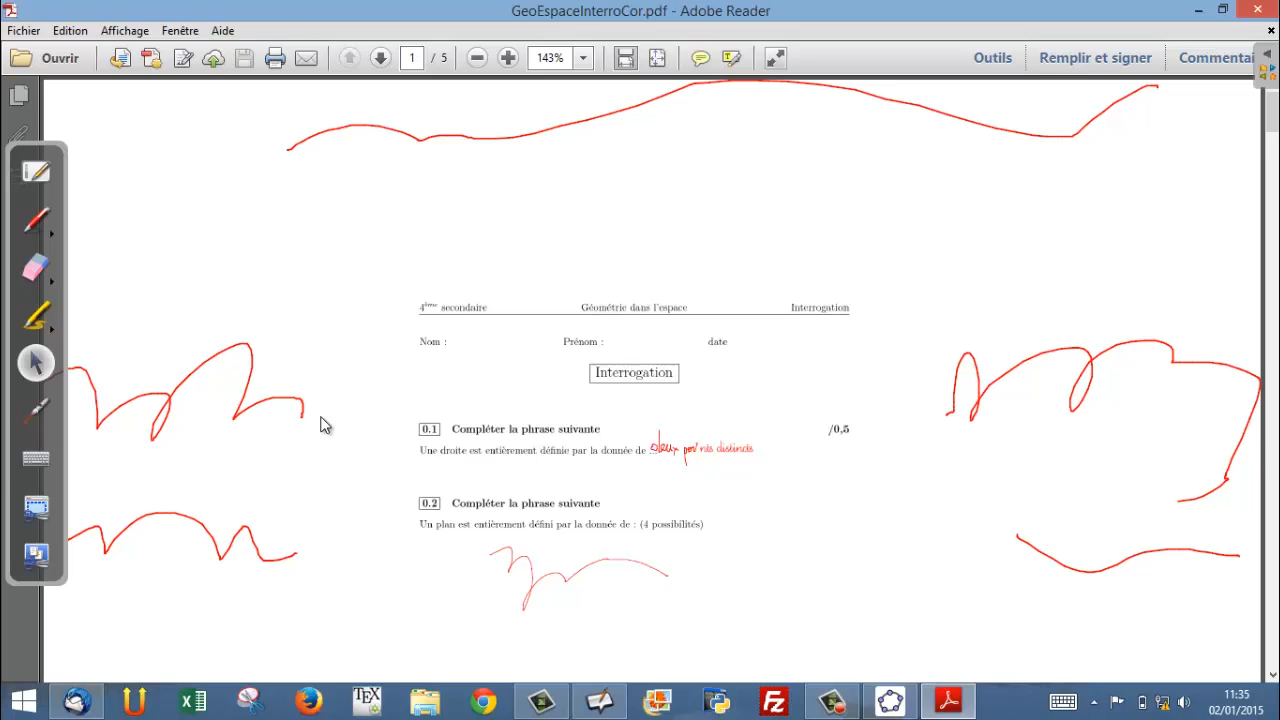 GeoEspaceInterroCor.pdf - Adobe Reader
Fichier Edition Affichage Fenêtre Aide
Ouvrir 1 / 5 143% Outils Remplir et signer Commentai
4ème secondaire Géométrie dans l'espace Interrogation
Nom : Prénom : date
Interrogation
0.1 Compléter la phrase suivante /0,5
Une droite est entièrement définie par la donnée de ... deux points distincts
0.2 Compléter la phrase suivante
Un plan est entièrement défini par la donnée de : (4 possibilités)
TEX
11:35
02/01/2015